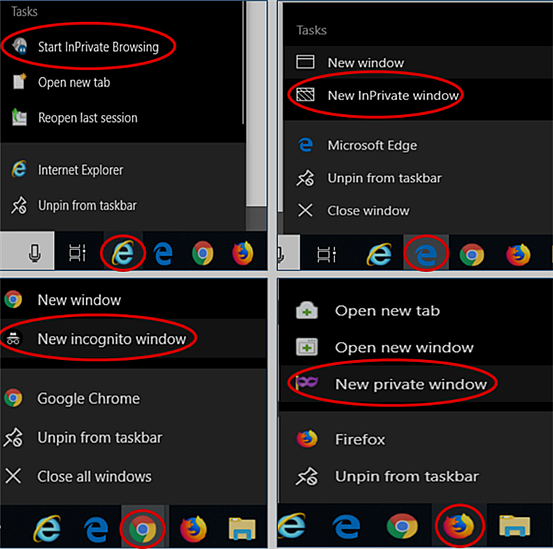 Tasks
Start InPrivate Browsing
Open new tab
Reopen last session
Internet Explorer
Unpin from taskbar
Tasks
New window
New InPrivate window
Microsoft Edge
Unpin from taskbar
Close window
New window
New incognito window
Google Chrome
Unpin from taskbar
Close all windows
Open new tab
Open new window
New private window
Firefox
Unpin from taskbar